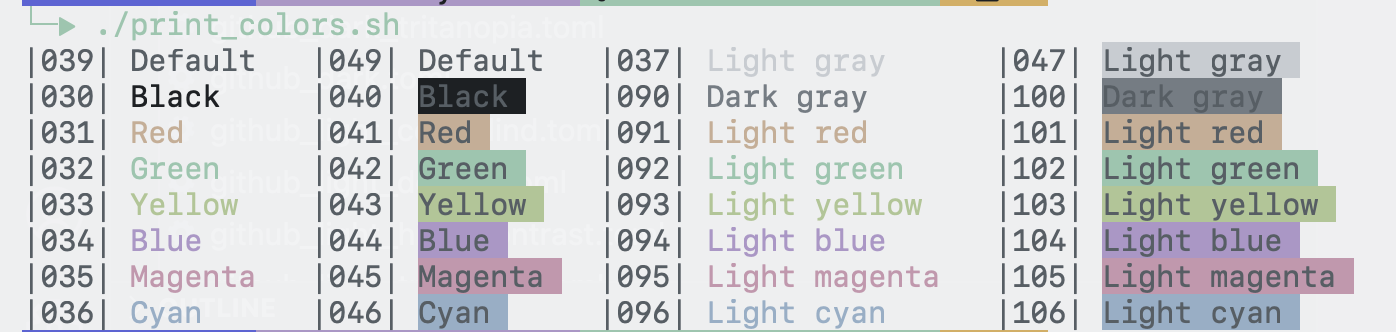 ./print_colors.sh
|039| Default |049| Default |037| Light gray |047| Light gray
|030| Black |040| Black |090| Dark gray |100| Dark gray
|031| Red |041| Red |091| Light red |101| Light red
|032| Green |042| Green |092| Light green |102| Light green
|033| Yellow |043| Yellow |093| Light yellow |103| Light yellow
|034| Blue |044| Blue |094| Light blue |104| Light blue
|035| Magenta |045| Magenta |095| Light magenta |105| Light magenta
|036| Cyan |046| Cyan |096| Light cyan |106| Light cyan